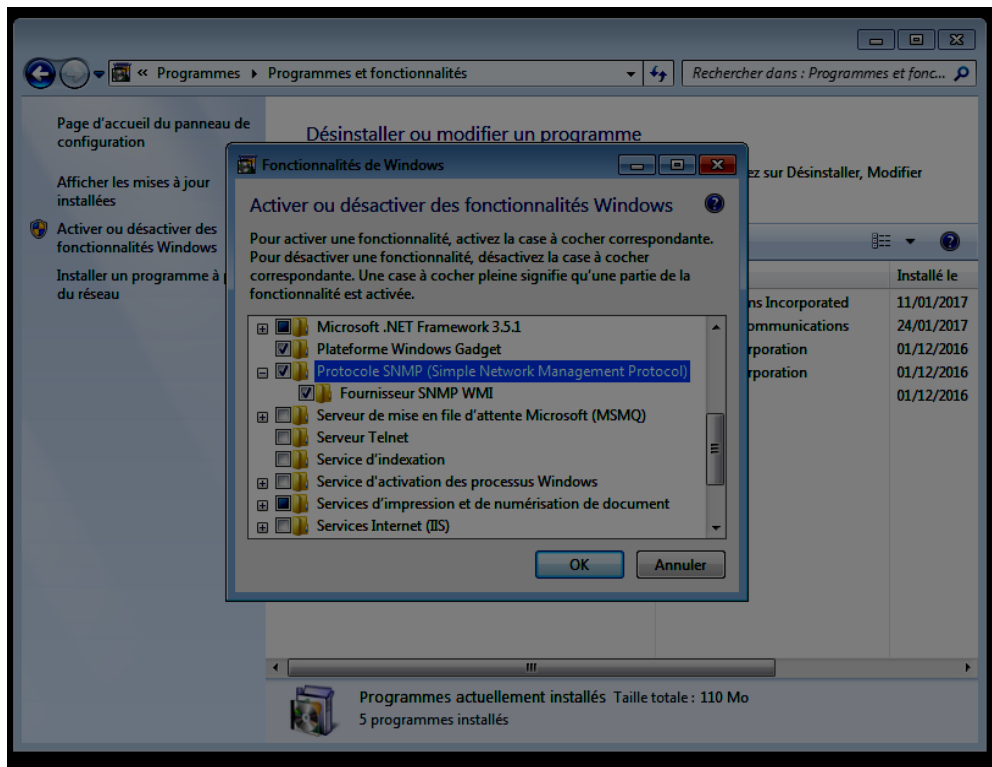 « Programmes ▸ Programmes et fonctionnalités
Rechercher dans : Programmes et fonc...
Page d'accueil du panneau de
configuration
Afficher les mises à jour
installées
Activer ou désactiver des
fonctionnalités Windows
Installer un programme à
du réseau
Désinstaller ou modifier un programme
ez sur Désinstaller, Modifier
Installé le
ns Incorporated 11/01/2017
ommunications 24/01/2017
rporation 01/12/2016
rporation 01/12/2016
01/12/2016
Fonctionnalités de Windows
Activer ou désactiver des fonctionnalités Windows
Pour activer une fonctionnalité, activez la case à cocher correspondante.
Pour désactiver une fonctionnalité, désactivez la case à cocher
correspondante. Une case à cocher pleine signifie qu'une partie de la
fonctionnalité est activée.
Microsoft .NET Framework 3.5.1
Plateforme Windows Gadget
Protocole SNMP (Simple Network Management Protocol)
Fournisseur SNMP WMI
Serveur de mise en file d'attente Microsoft (MSMQ)
Serveur Telnet
Service d'indexation
Service d'activation des processus Windows
Services d'impression et de numérisation de document
Services Internet (IIS)
OK
Annuler
Programmes actuellement installés Taille totale : 110 Mo
5 programmes installés